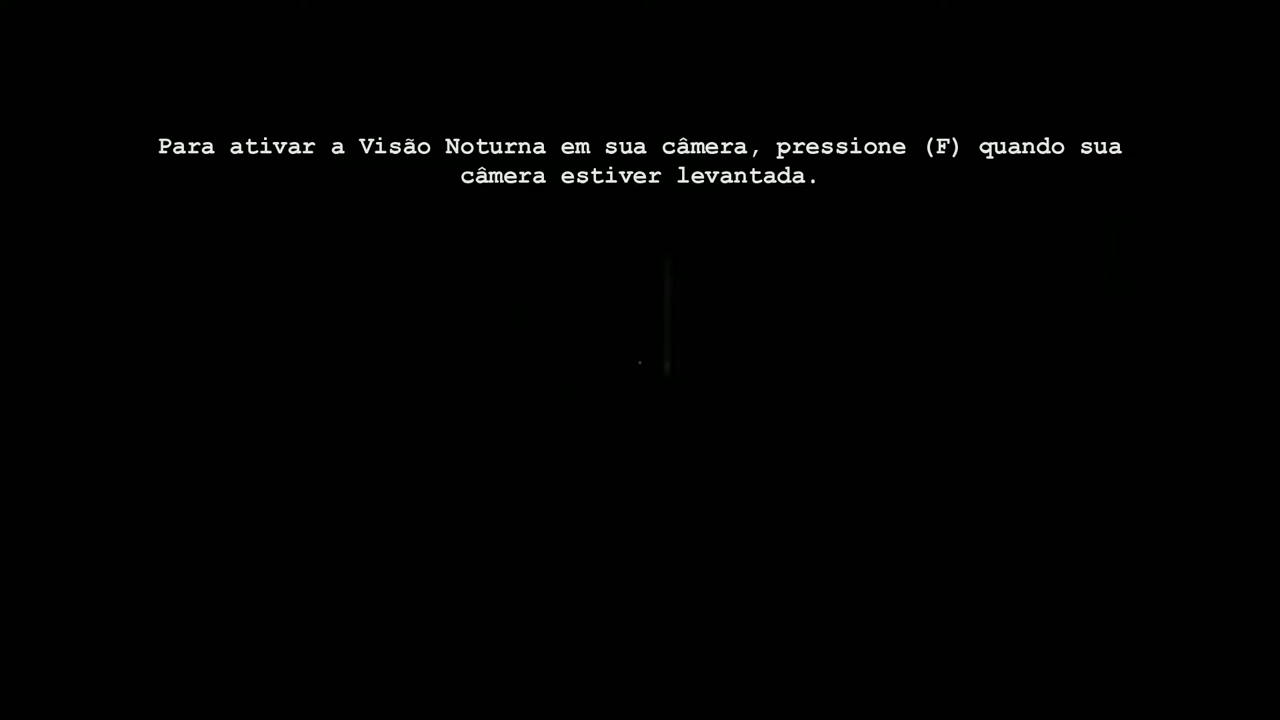 Para ativar a Visão Noturna em sua câmera, pressione (F) quando sua
câmera estiver levantada.